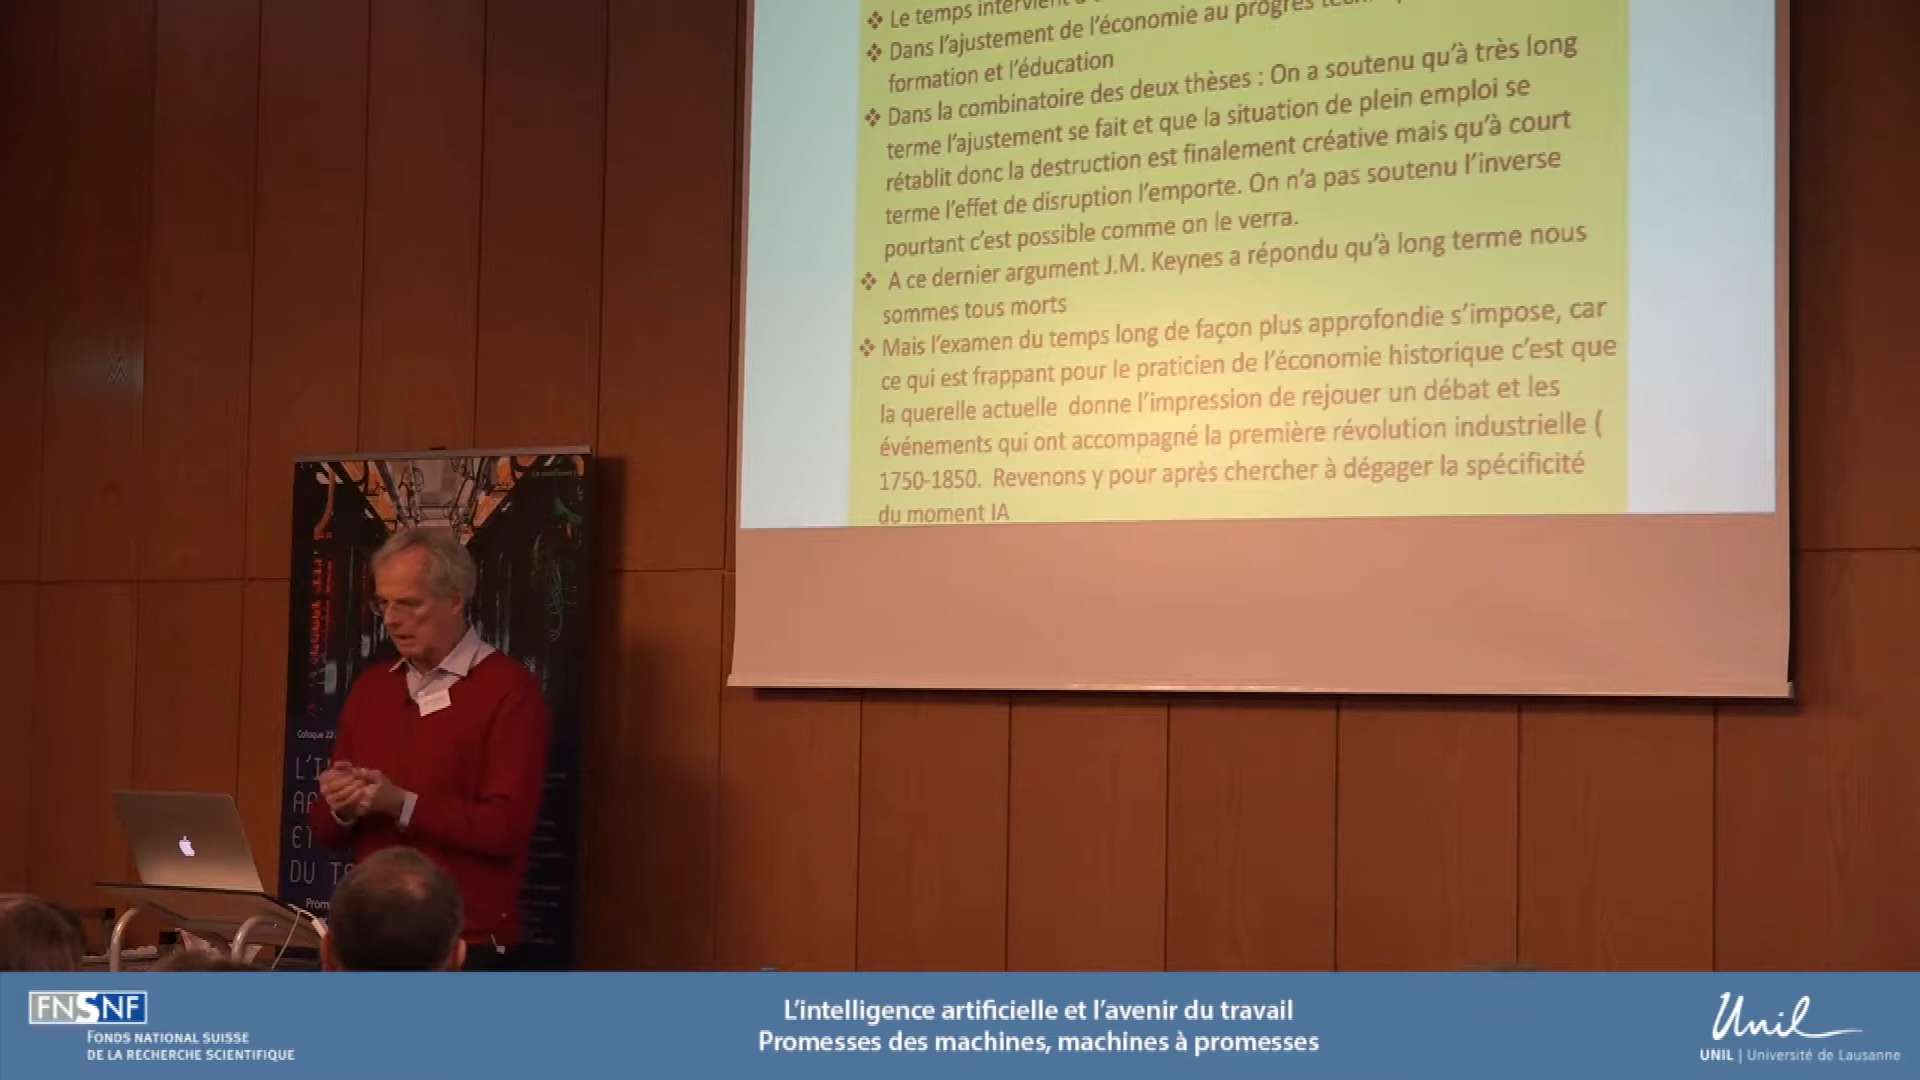 ❖ Le temps intervient
❖ Dans l'ajustement de l'économie au progrès
formation et l'éducation
❖ Dans la combinatoire des deux thèses : On a soutenu qu'à très long
terme l'ajustement se fait et que la situation de plein emploi se
rétablit donc la destruction est finalement créative mais qu'à court
terme l'effet de disruption l'emporte. On n'a pas soutenu l'inverse
pourtant c'est possible comme on le verra.
❖ A ce dernier argument J.M. Keynes a répondu qu'à long terme nous
sommes tous morts
❖ Mais l'examen du temps long de façon plus approfondie s'impose, car
ce qui est frappant pour le praticien de l'économie historique c'est que
la querelle actuelle donne l'impression de rejouer un débat et les
événements qui ont accompagné la première révolution industrielle (
1750-1850. Revenons y pour après chercher à dégager la spécificité
du moment IA
Colloque 22
L'I
ET
DU T
Prom
FNSNF
FONDS NATIONAL SUISSE
DE LA RECHERCHE SCIENTIFIQUE
L'intelligence artificielle et l'avenir du travail
Promesses des machines, machines à promesses
Unil
UNIL | Université de Lausanne